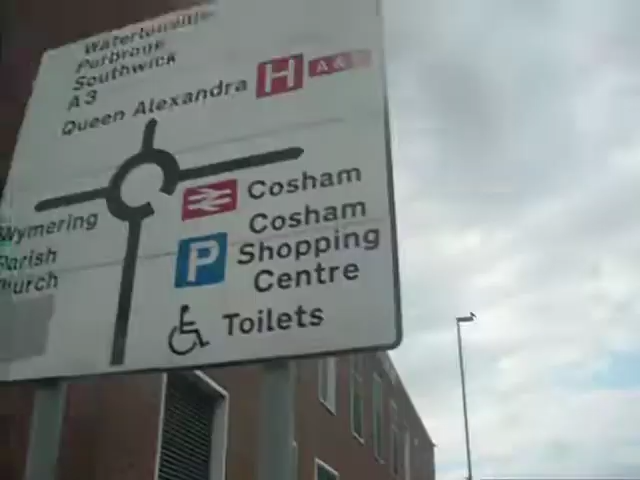 Waterlooville
Purbrook
Southwick
A3
Queen Alexandra H A & E
Wymering
Parish
Church
Cosham
Cosham
P Shopping
Centre
Toilets